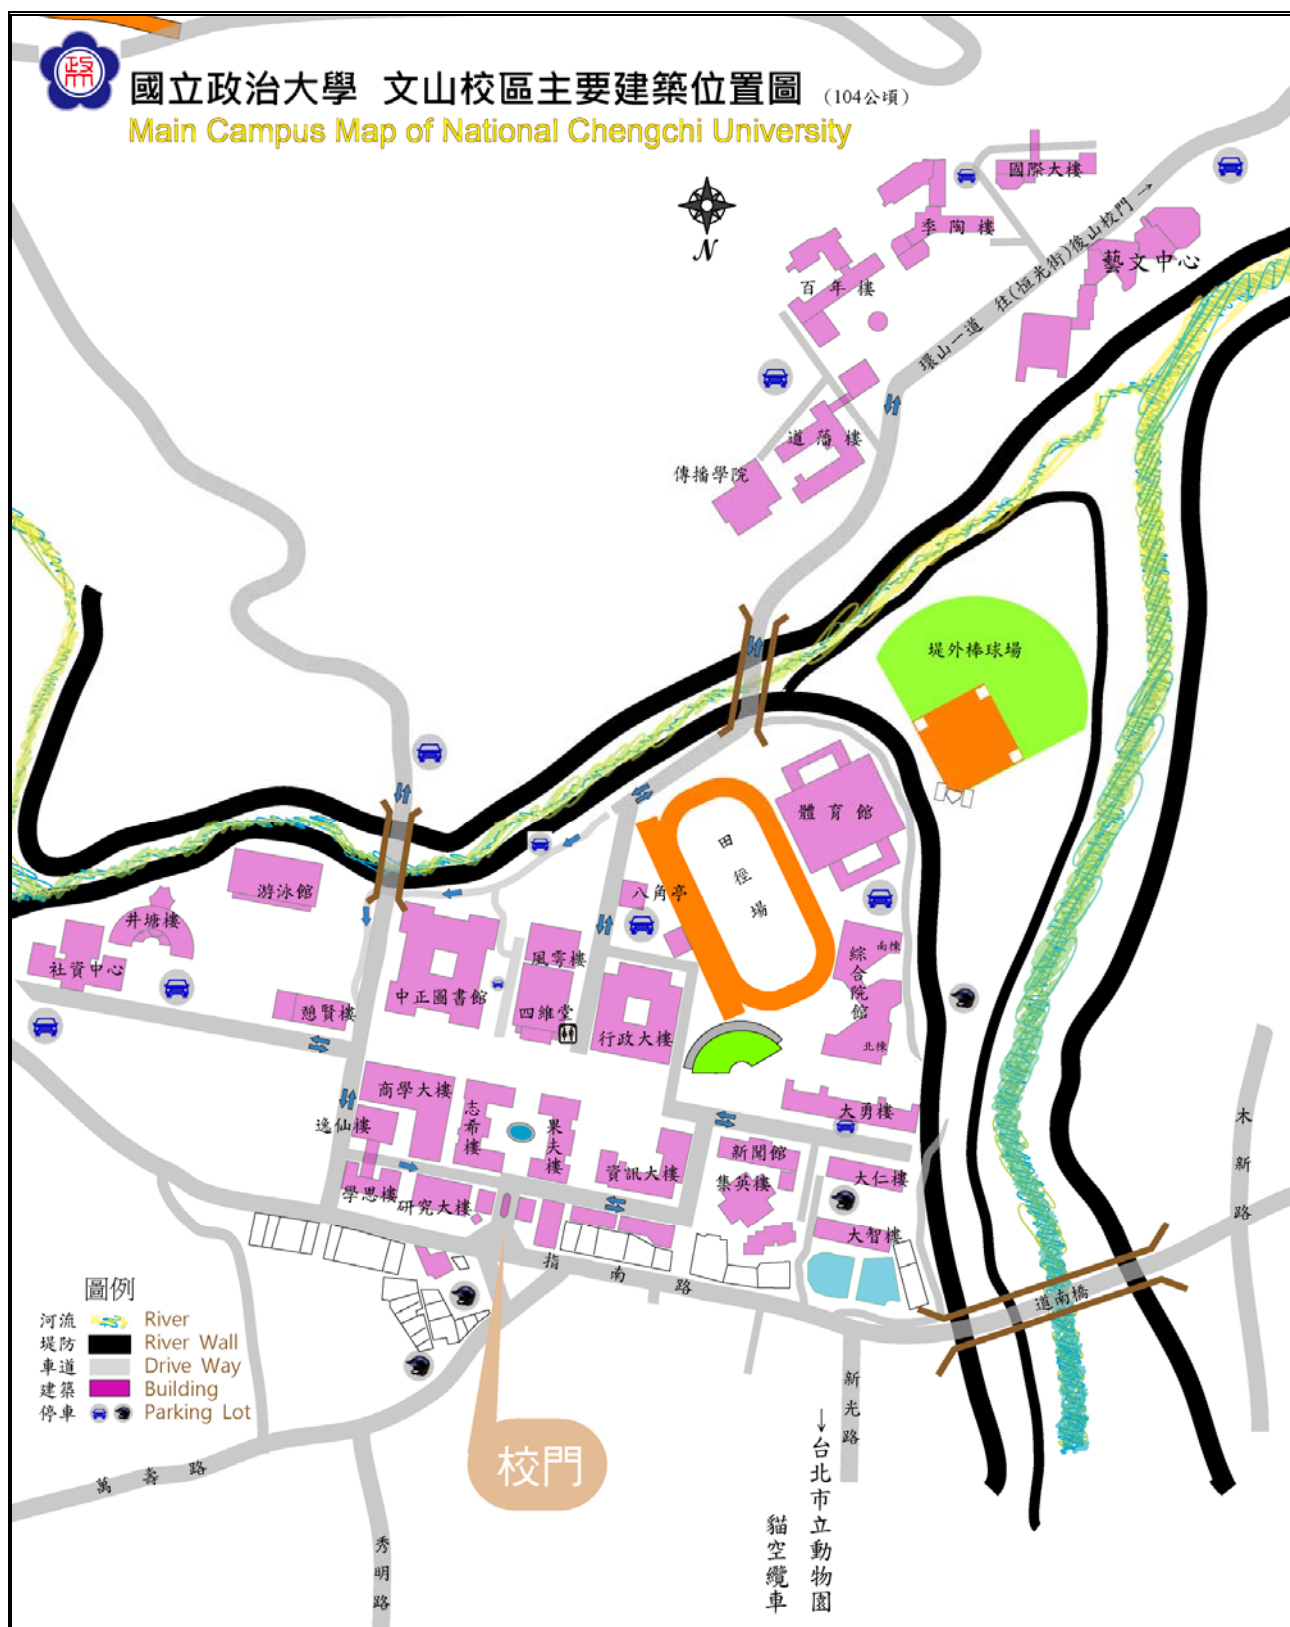 政大
國立政治大學 文山校區主要建築位置圖 (104公頃)
Main Campus Map of National Chengchi University
N
國際大樓
季陶樓
藝文中心
百年樓
環山一道 往(恒光街)後山校門→
道藩樓
傳播學院
堤外棒球場
體育館
田徑場
八角亭
游泳館
井塘樓
社資中心
風雩樓
南棟
綜合院館
北棟
中正圖書館
憩賢樓
四維堂
行政大樓
商學大樓
志希樓
果夫樓
大勇樓
逸仙樓
新聞館
資訊大樓
集英樓
大仁樓
學思樓
研究大樓
大智樓
木新路
指南路
道南橋
圖例
河流 River
堤防 River Wall
車道 Drive Way
建築 Building
停車 Parking Lot
新光路
校門
萬壽路
秀明路
↓台北市立動物園
貓空纜車